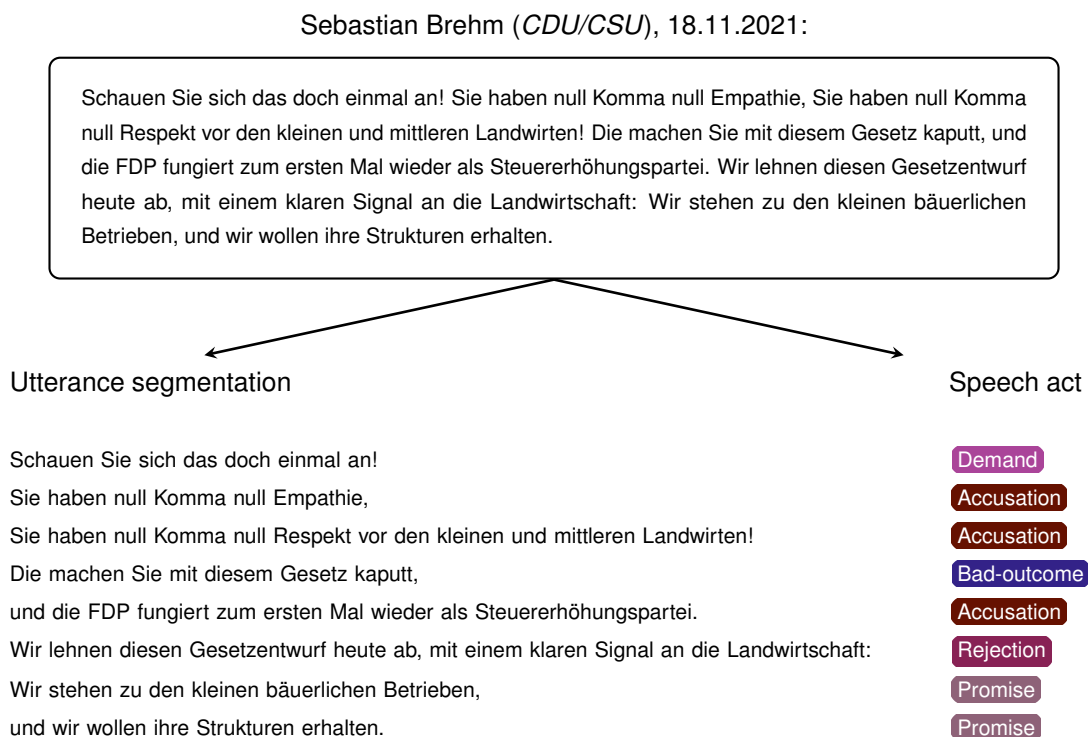 Sebastian Brehm (CDU/CSU), 18.11.2021:
Schauen Sie sich das doch einmal an! Sie haben null Komma null Empathie, Sie haben null Komma
null Respekt vor den kleinen und mittleren Landwirten! Die machen Sie mit diesem Gesetz kaputt, und
die FDP fungiert zum ersten Mal wieder als Steuererhöhungspartei. Wir lehnen diesen Gesetzentwurf
heute ab, mit einem klaren Signal an die Landwirtschaft: Wir stehen zu den kleinen bäuerlichen
Betrieben, und wir wollen ihre Strukturen erhalten.
Utterance segmentation Speech act
Schauen Sie sich das doch einmal an! Demand
Sie haben null Komma null Empathie, Accusation
Sie haben null Komma null Respekt vor den kleinen und mittleren Landwirten! Accusation
Die machen Sie mit diesem Gesetz kaputt, Bad-outcome
und die FDP fungiert zum ersten Mal wieder als Steuererhöhungspartei. Accusation
Wir lehnen diesen Gesetzentwurf heute ab, mit einem klaren Signal an die Landwirtschaft: Rejection
Wir stehen zu den kleinen bäuerlichen Betrieben, Promise
und wir wollen ihre Strukturen erhalten. Promise